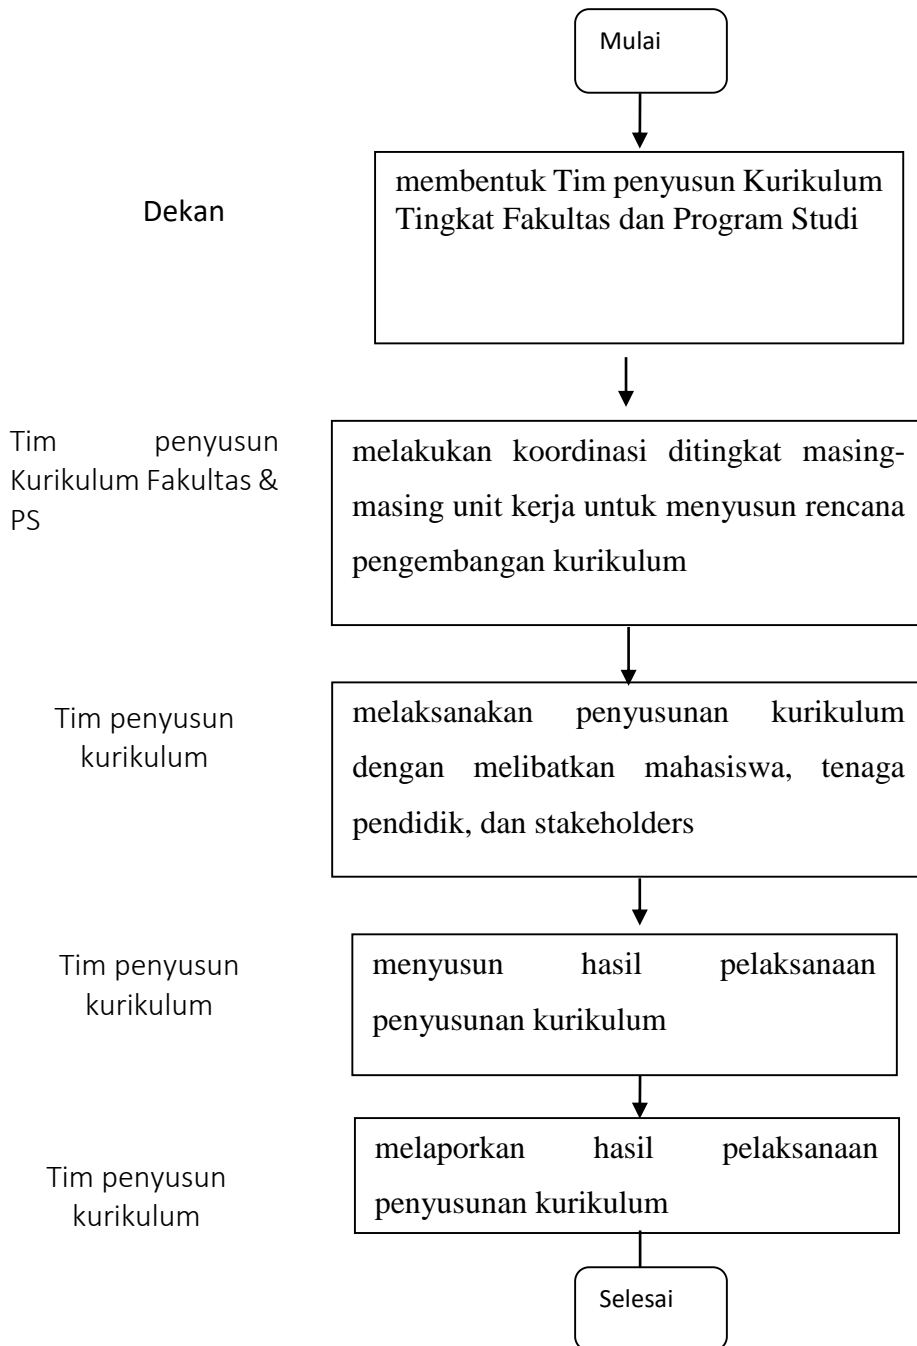 Mulai
Dekan
membentuk Tim penyusun Kurikulum
Tingkat Fakultas dan Program Studi
Tim penyusun
Kurikulum Fakultas &
PS
melakukan koordinasi ditingkat masing-
masing unit kerja untuk menyusun rencana
pengembangan kurikulum
Tim penyusun
kurikulum
melaksanakan penyusunan kurikulum
dengan melibatkan mahasiswa, tenaga
pendidik, dan stakeholders
Tim penyusun
kurikulum
menyusun hasil pelaksanaan
penyusunan kurikulum
Tim penyusun
kurikulum
melaporkan hasil pelaksanaan
penyusunan kurikulum
Selesai